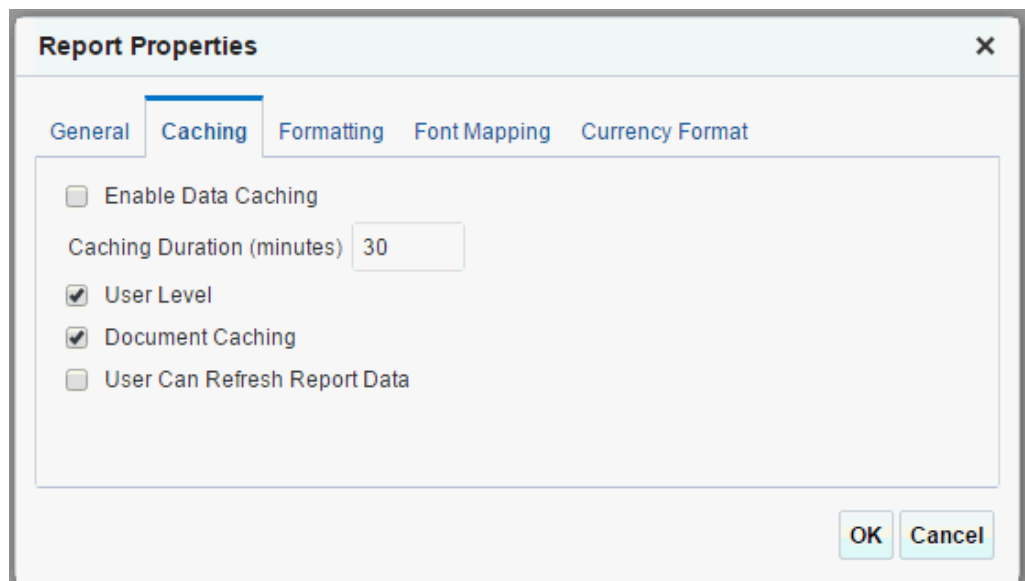 Report Properties
General Caching Formatting Font Mapping Currency Format
Enable Data Caching
Caching Duration (minutes) 30
User Level
Document Caching
User Can Refresh Report Data
OK Cancel